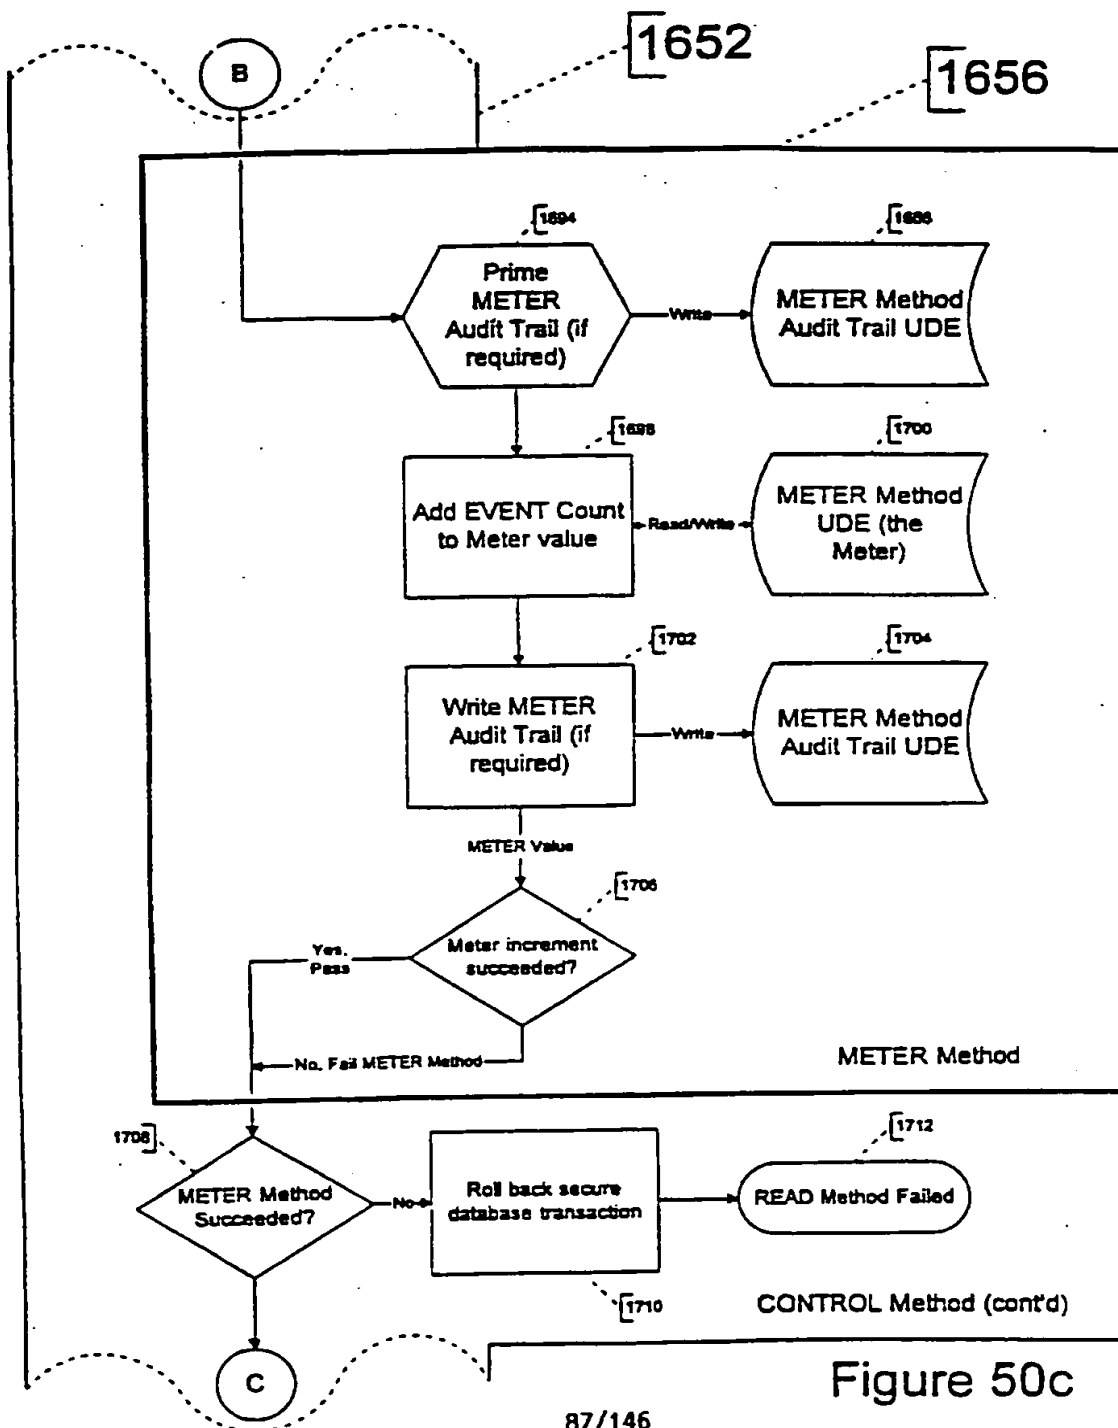 B
1652
1656
1694
Prime
METER
Audit Trail (if
required)
Write
METER Method
Audit Trail UDE
1698
Add EVENT Count
to Meter value
Read/Write
1700
METER Method
UDE (the
Meter)
1702
Write METER
Audit Trail (if
required)
Write
1704
METER Method
Audit Trail UDE
METER Value
1706
Meter increment
succeeded?
Yes,
Pass
No, Fail METER Method
METER Method
1708
METER Method
Succeeded?
No
Roll back secure
database transaction
1710
1712
READ Method Failed
CONTROL Method (cont'd)
C
Figure 50c
87/146